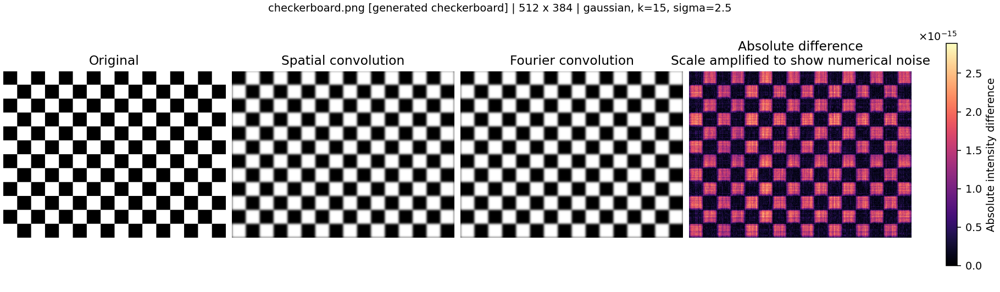 checkerboard.png [generated checkerboard] | 512 x 384 | gaussian, k=15, sigma=2.5
Original
Spatial convolution
Fourier convolution
Absolute difference
Scale amplified to show numerical noise
×10⁻¹⁵
2.5
2.0
1.5
1.0
0.5
0.0
Absolute intensity difference